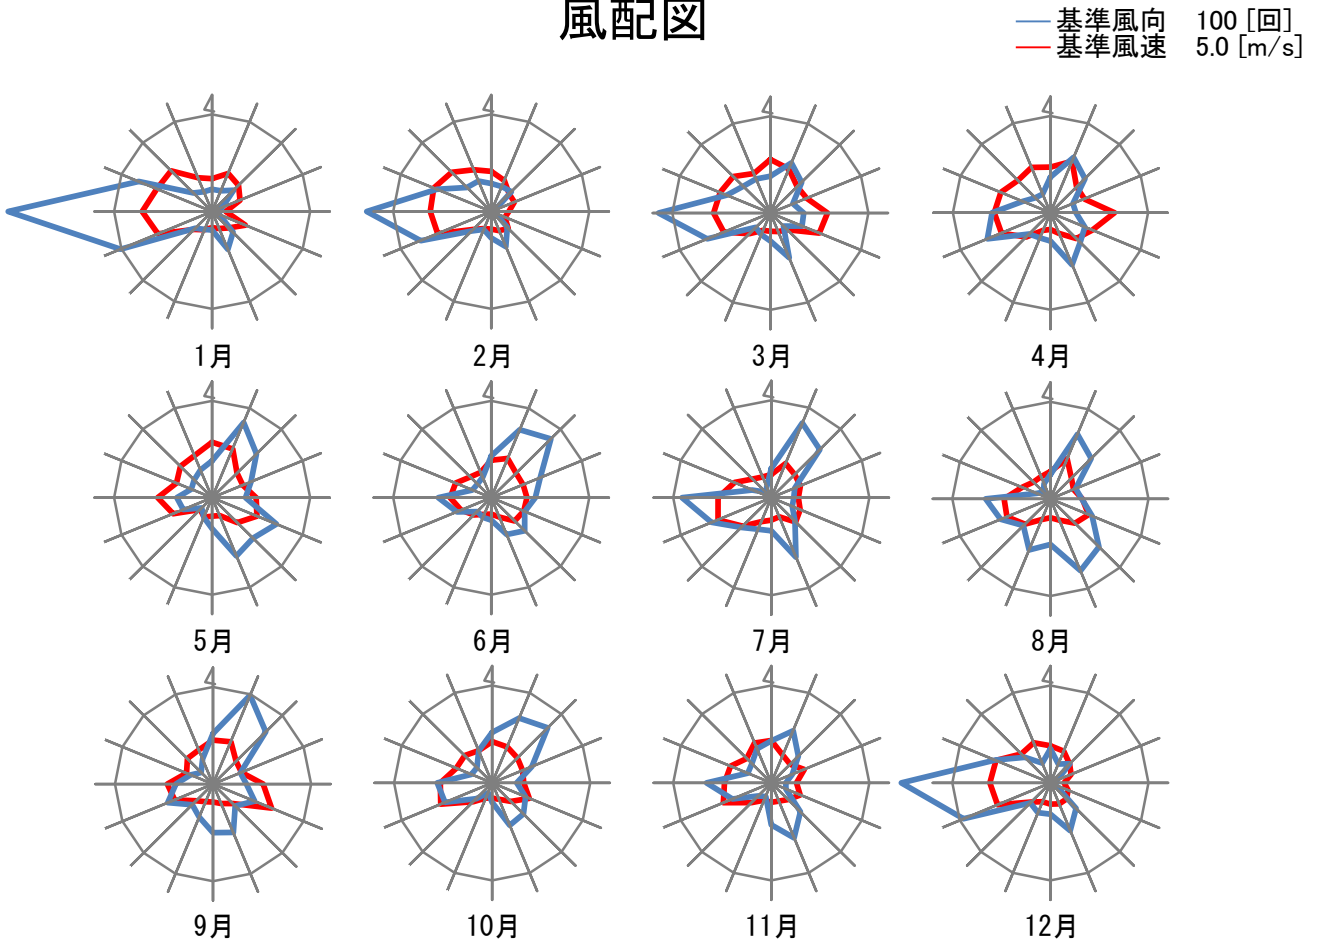 風配図
基準風向 100 [回]
基準風速 5.0 [m/s]
1月
2月
3月
4月
5月
6月
7月
8月
9月
10月
11月
12月